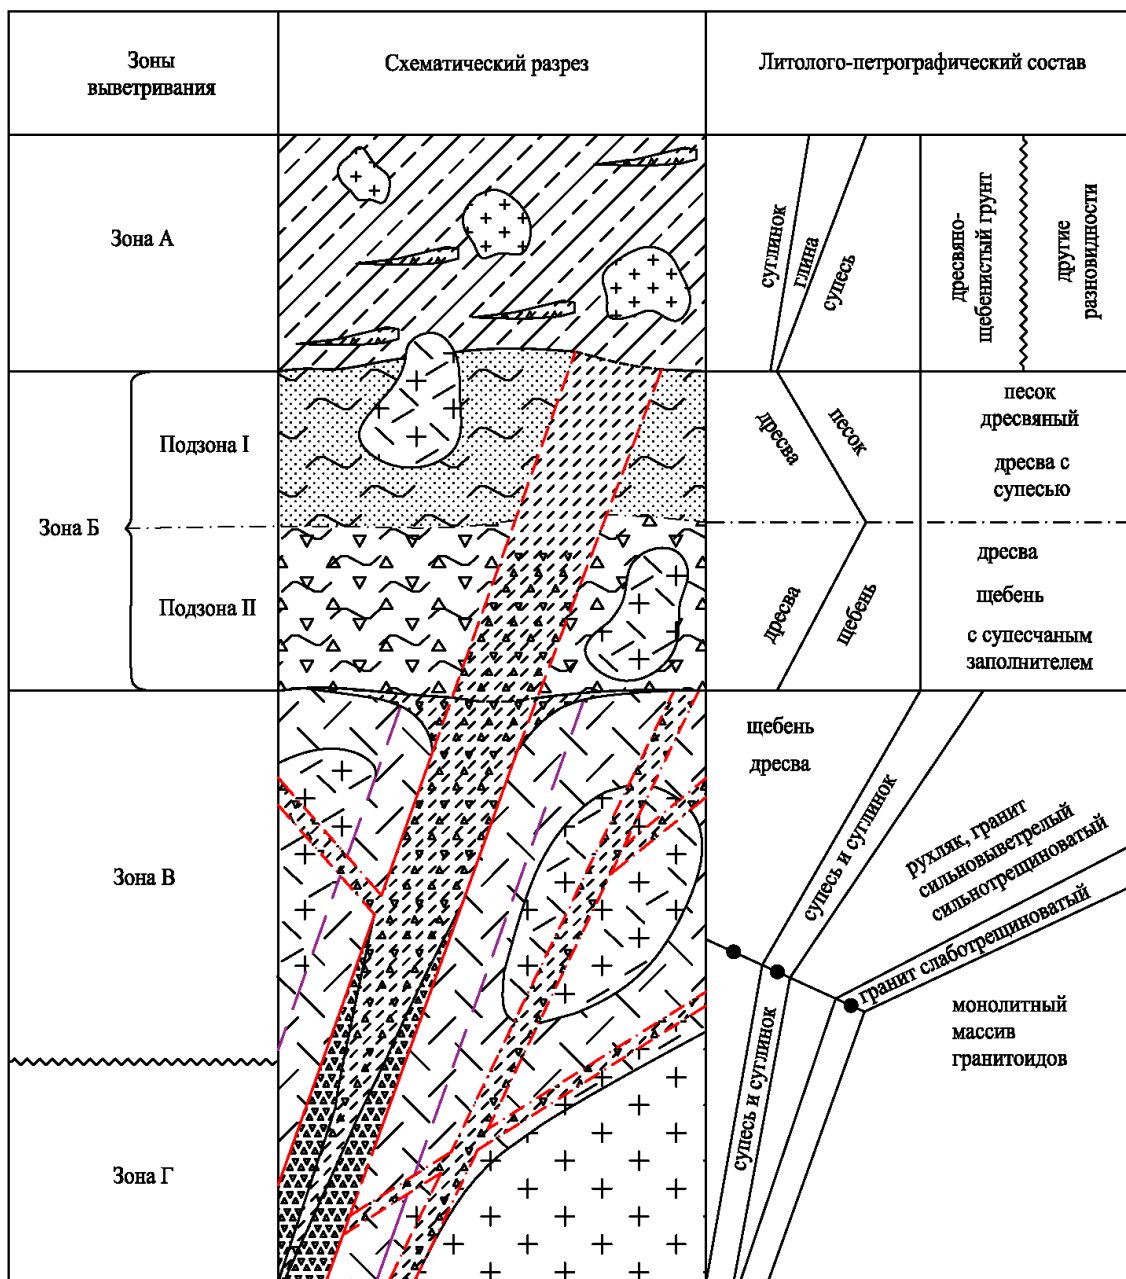 Зоны
выветривания
Схематический разрез
Литолого-петрографический состав
Зона А
суглинок
глина
супесь
дресвяно-
щебенистый грунт
другие
разновидности
Зона Б
Подзона I
дресва
песок
песок
дресвяный
дресва с
супесью
Подзона II
дресва
щебень
дресва
щебень
с супесчаным
заполнителем
Зона В
щебень
дресва
супесь и суглинок
рухляк, гранит
сильновыветрелый
сильнотрещиноватый
гранит слаботрещиноватый
монолитный
массив
гранитоидов
Зона Г
супесь и суглинок